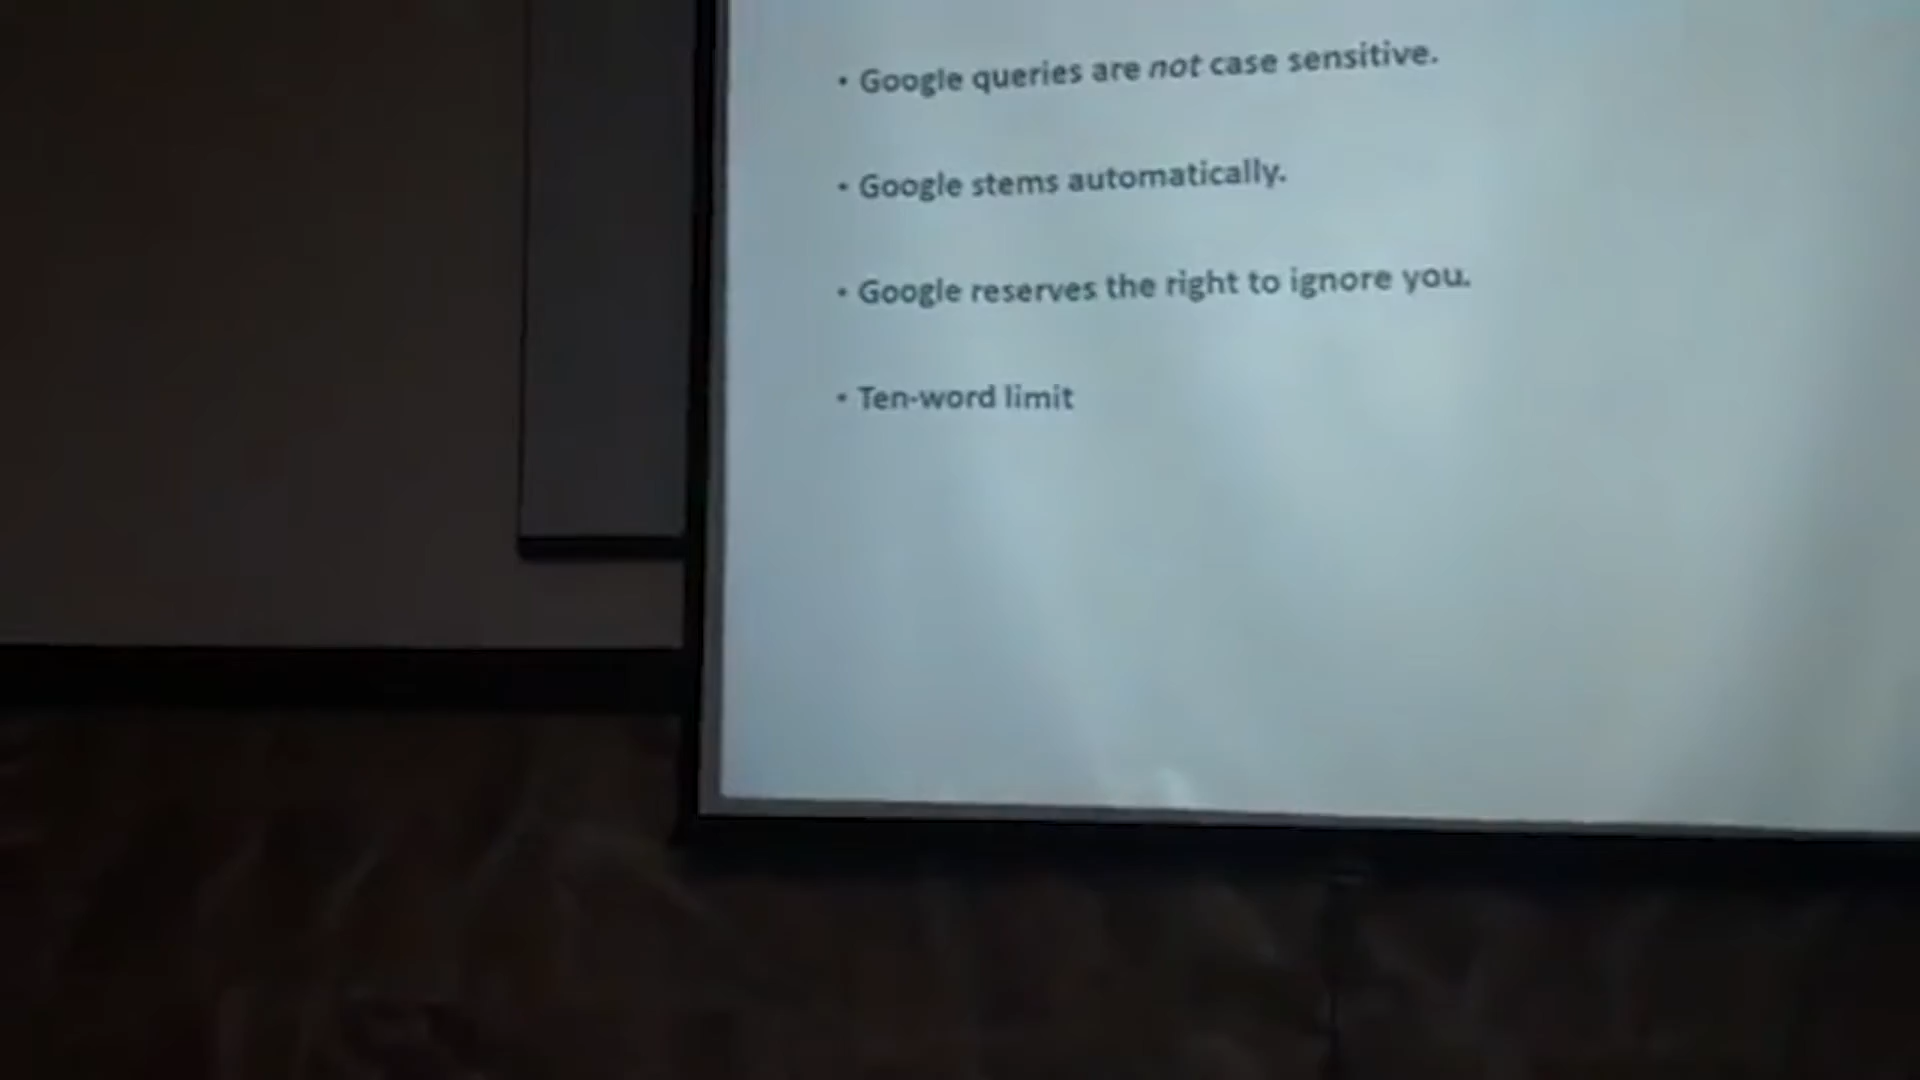 • Google queries are not case sensitive.
• Google stems automatically.
• Google reserves the right to ignore you.
• Ten-word limit